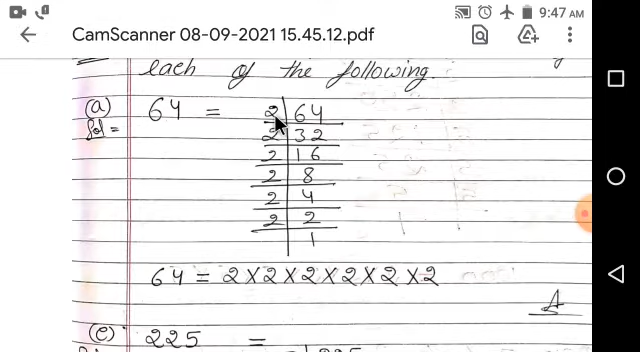 9:47 AM
CamScanner 08-09-2021 15.45.12.pdf
each of the following.
(a) 64 = 2 64
Sol = 2 32
2 16
2 8
2 4
2 2
1
64 = 2×2×2×2×2×2
(e) 225 =
225